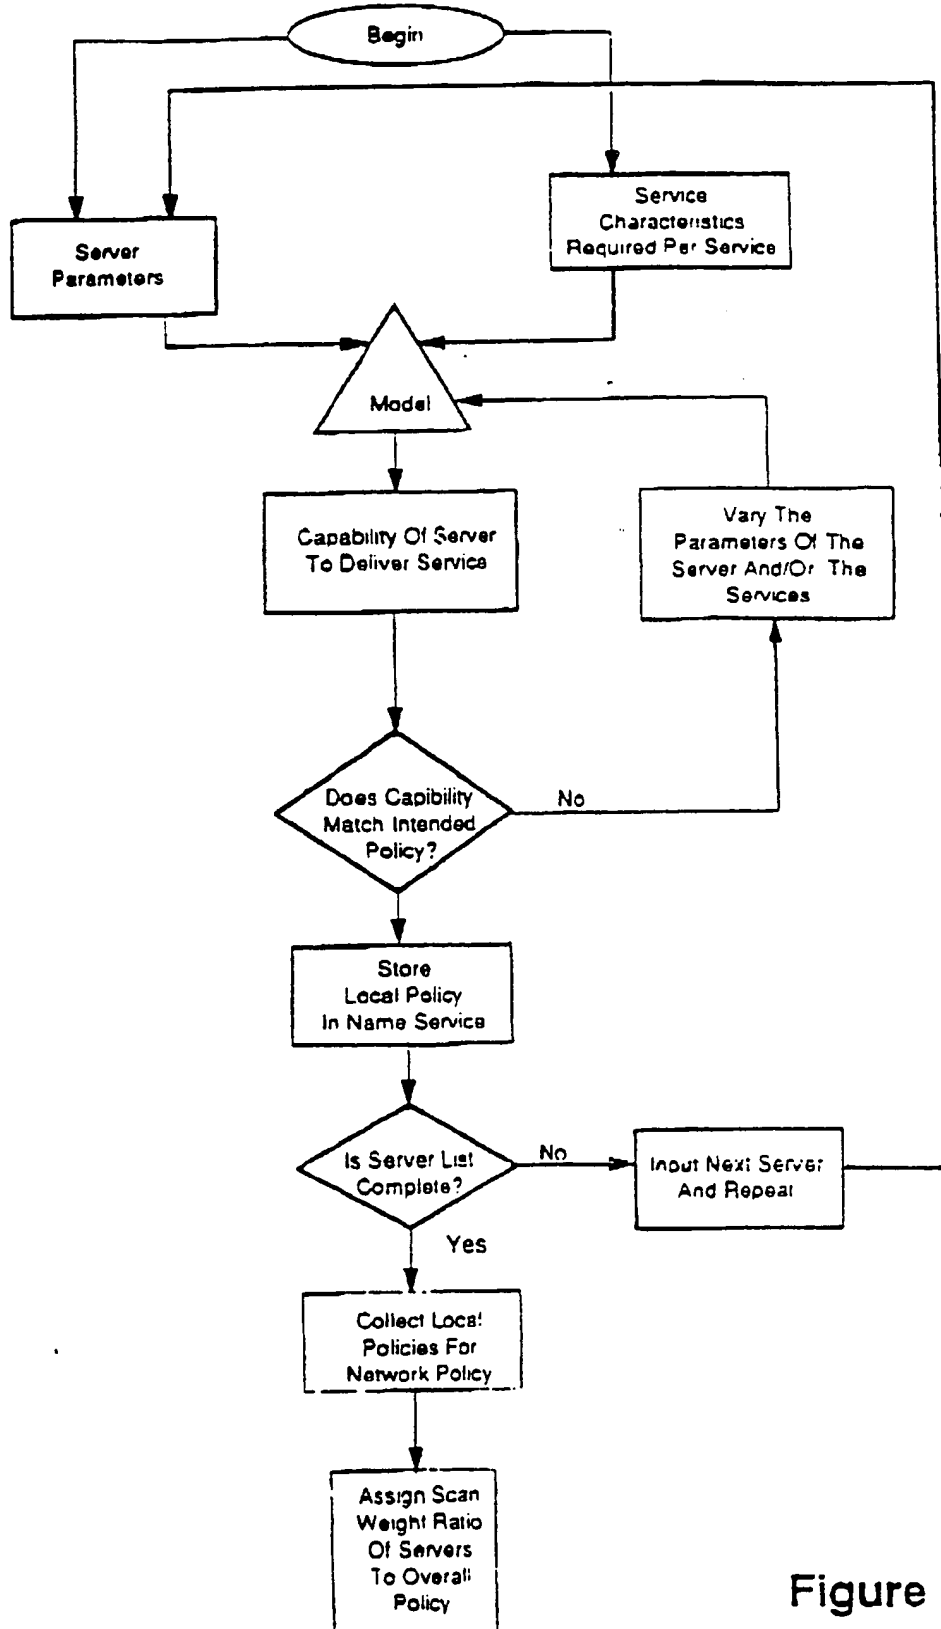 Begin
Server
Parameters
Service
Characteristics
Required Per Service
Model
Capability Of Server
To Deliver Service
Vary The
Parameters Of The
Server And/Or The
Services
Does Capibility
Match Intended
Policy?
No
Store
Local Policy
In Name Service
Is Server List
Complete?
No
Input Next Server
And Repeat
Yes
Collect Local
Policies For
Network Policy
Assign Scan
Weight Ratio
Of Servers
To Overall
Policy
Figure